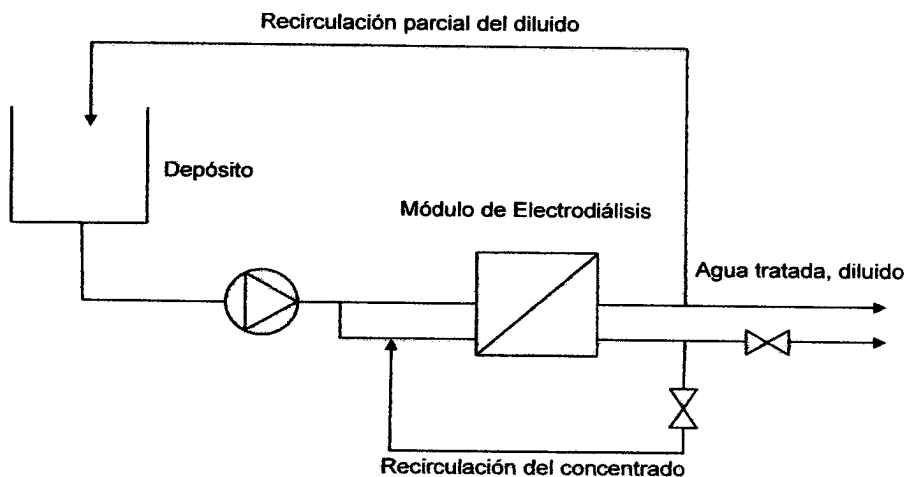 Recirculación parcial del diluido
Depósito
Módulo de Electrodiálisis
Agua tratada, diluido
Recirculación del concentrado